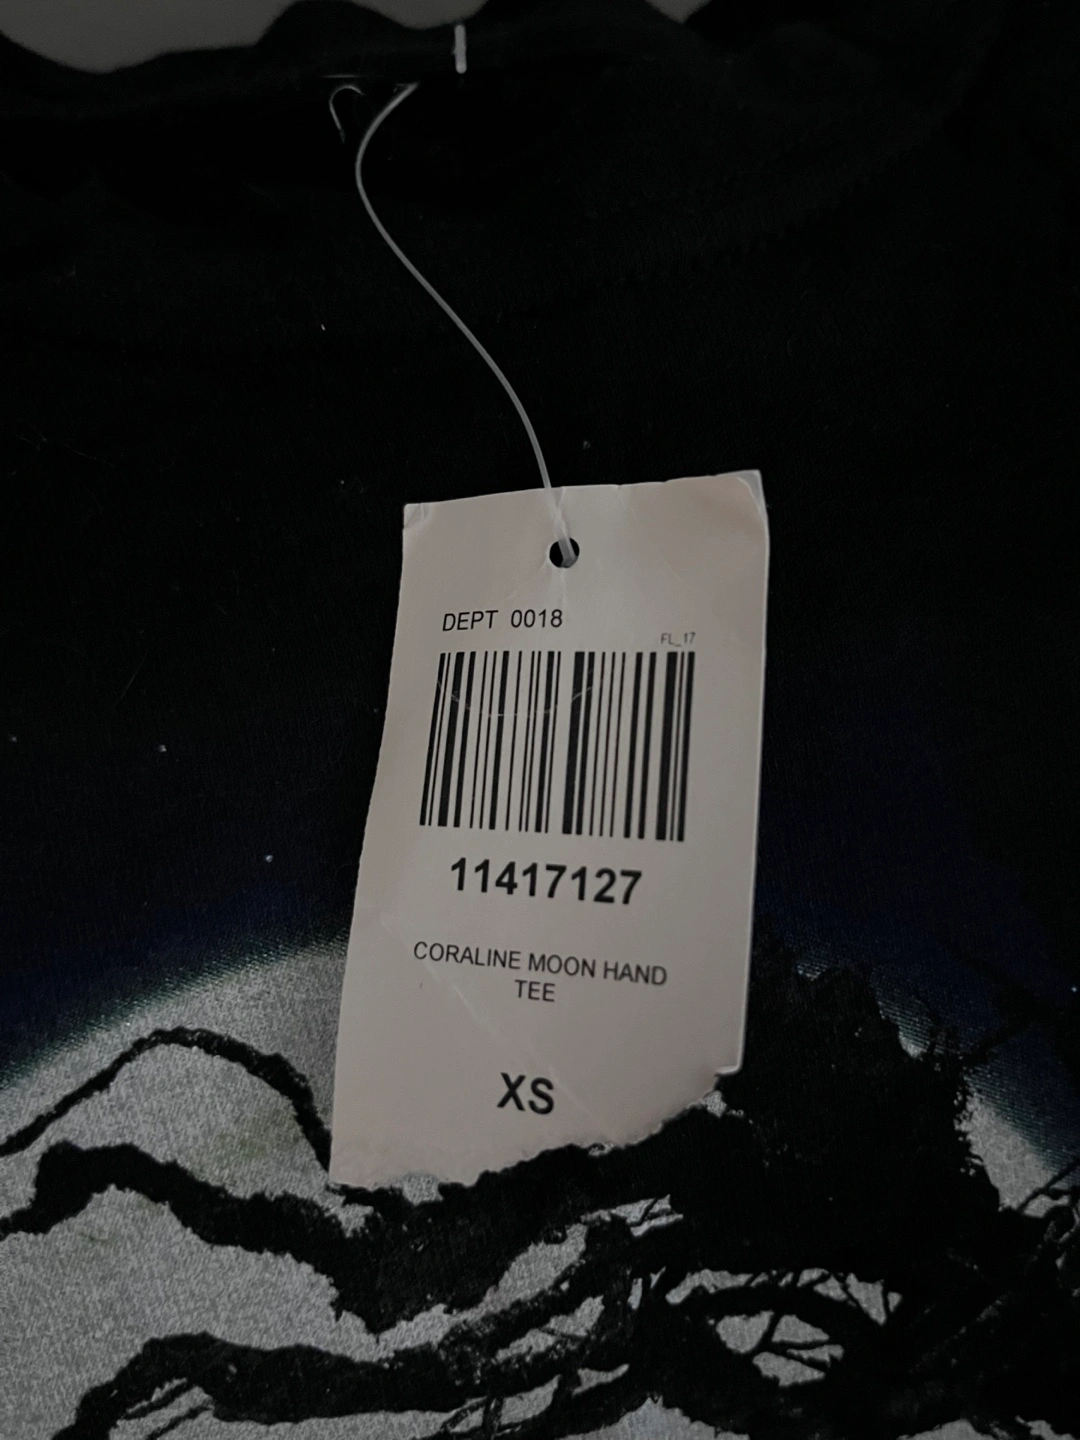 DEPT 0018
FL_17
11417127
CORALINE MOON HAND
TEE
XS